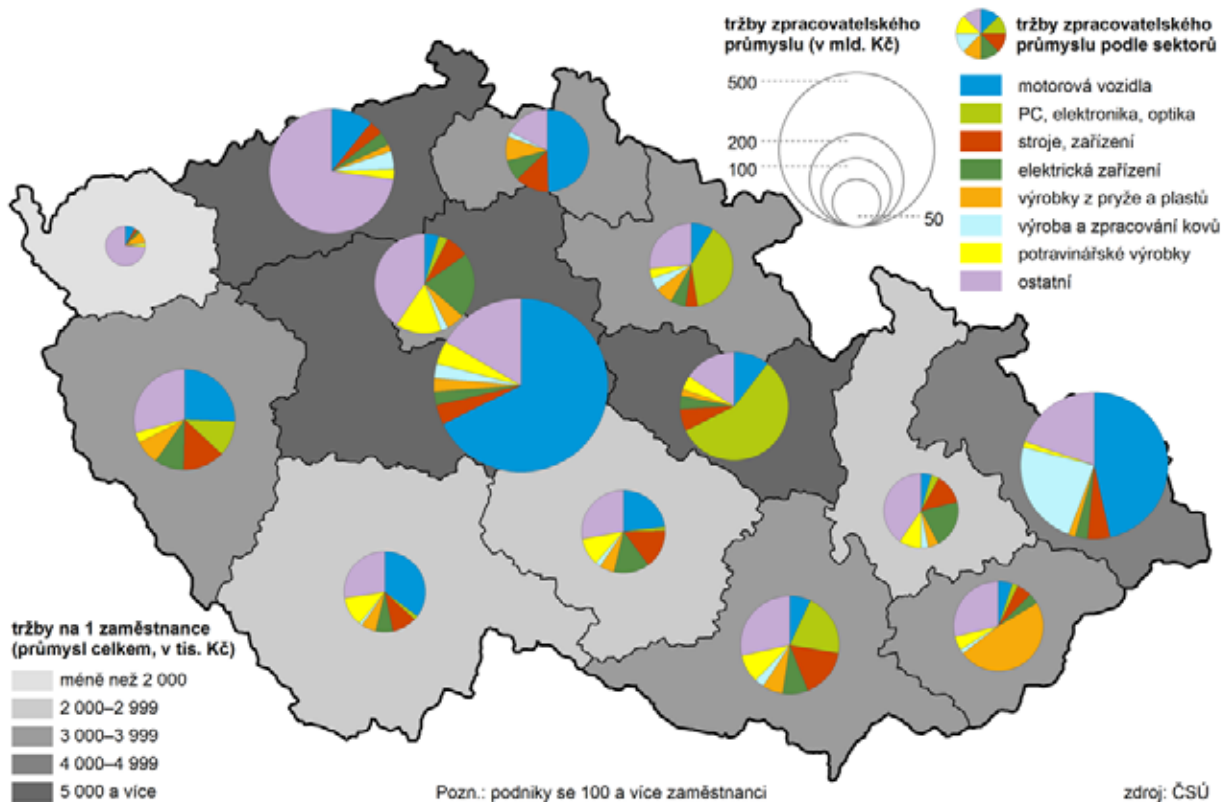 tržby zpracovatelského
průmyslu (v mld. Kč)
500
200
100
50
tržby zpracovatelského
průmyslu podle sektorů
motorová vozidla
PC, elektronika, optika
stroje, zařízení
elektrická zařízení
výrobky z pryže a plastů
výroba a zpracování kovů
potravinářské výrobky
ostatní
tržby na 1 zaměstnance
(průmysl celkem, v tis. Kč)
méně než 2 000
2 000–2 999
3 000–3 999
4 000–4 999
5 000 a více
Pozn.: podniky se 100 a více zaměstnanci
zdroj: ČSÚ